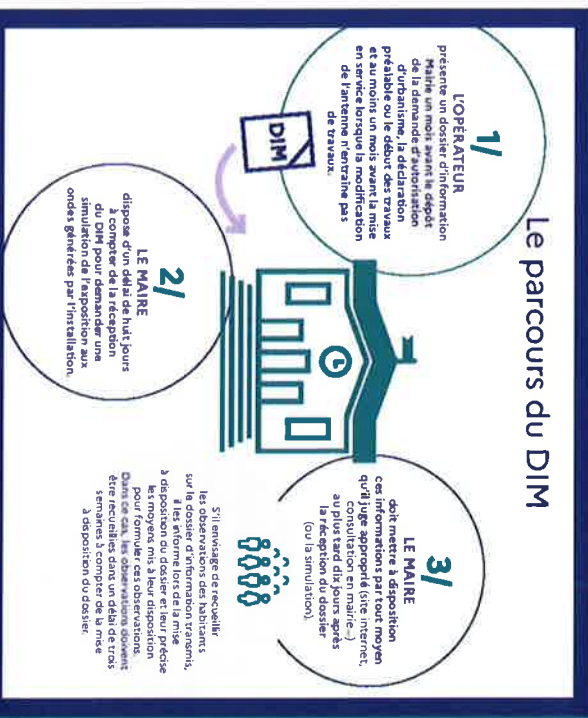 Le parcours du DIM
1/
L'OPÉRATEUR
présente un dossier d'information
Mairie un mois avant le dépôt
de la demande d'autorisation
d'urbanisme, la déclaration
préalable ou le début des travaux
et au moins un mois avant la mise
en service lorsque la modification
de l'antenne n'entraîne pas
de travaux.
DIM
2/
LE MAIRE
dispose d'un délai de huit jours
à compter de la réception
du DIM pour demander une
simulation de l'exposition aux
ondes générées par l'installation.
3/
LE MAIRE
doit mettre à disposition
ces informations par tout moyen
qu'il juge approprié (site internet,
consultation en mairie...)
au plus tard dix jours après
la réception du dossier
(ou la simulation).
S'il envisage de recueillir
les observations des habitants
sur le dossier d'information transmis,
il les informe lors de la mise
à disposition du dossier et leur précise
les moyens mis à leur disposition
pour formuler ces observations.
Dans ce cas, les observations doivent
être recueillies dans un délai de trois
semaines à compter de la mise
à disposition du dossier.